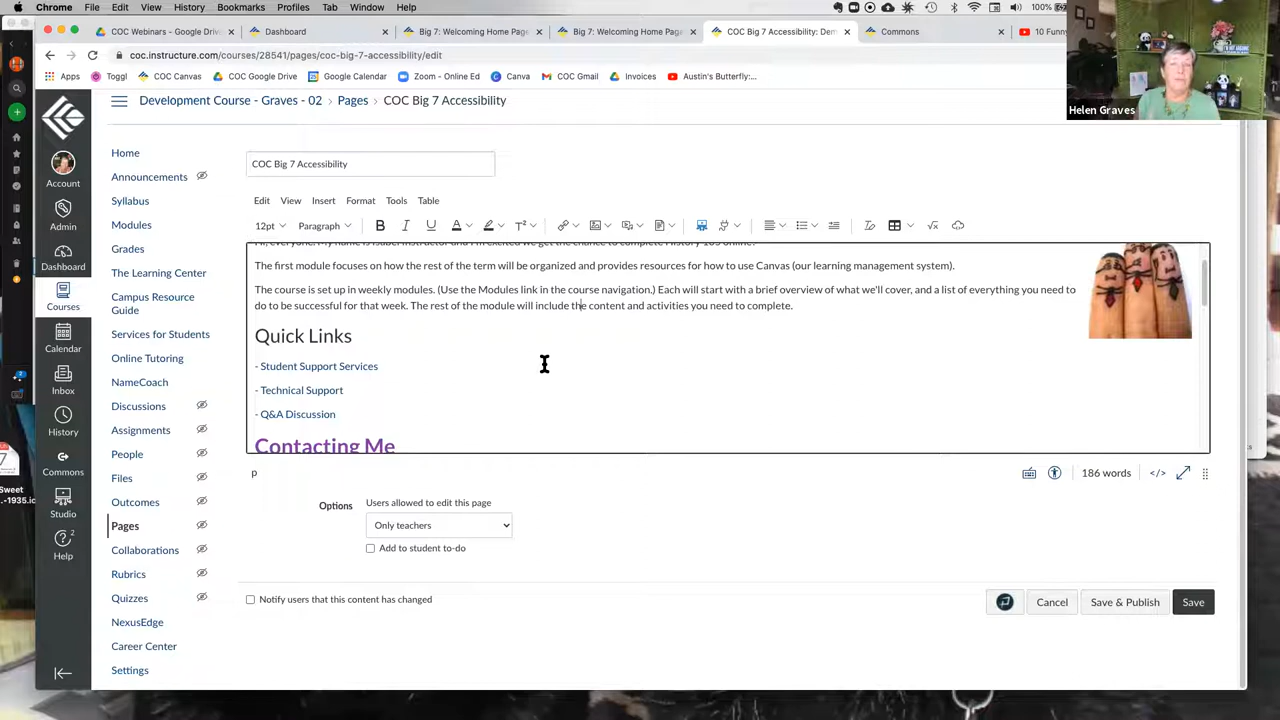 Chrome File Edit View History Bookmarks Profiles Tab Window Help 100%
COC Webinars - Google Driv Dashboard Big 7: Welcoming Home Pag Big 7: Welcoming Home Page COC Big 7 Accessibility: Dem Commons 10 Funny
coc.instructure.com/courses/28541/pages/coc-big-7-accessibility/edit
Apps Toggl COC Canvas COC Google Drive Google Calendar Zoom - Online Ed Canva COC Gmail Invoices Austin's Butterfly:...
Helen Graves
Development Course - Graves - 02 › Pages › COC Big 7 Accessibility
Account
Admin
Dashboard
Courses
Calendar
Inbox
History
Commons
Studio
2
Help
Home
Announcements
Syllabus
Modules
Grades
The Learning Center
Campus Resource
Guide
Services for Students
Online Tutoring
NameCoach
Discussions
Assignments
People
Files
Outcomes
Pages
Collaborations
Rubrics
Quizzes
NexusEdge
Career Center
Settings
COC Big 7 Accessibility
Edit View Insert Format Tools Table
12pt Paragraph B I U A T²
The first module focuses on how the rest of the term will be organized and provides resources for how to use Canvas (our learning management system).
The course is set up in weekly modules. (Use the Modules link in the course navigation.) Each will start with a brief overview of what we'll cover, and a list of everything you need to
do to be successful for that week. The rest of the module will include the content and activities you need to complete.
Quick Links
- Student Support Services
- Technical Support
- Q&A Discussion
Contacting Me
p 186 words </>
Options Users allowed to edit this page
Only teachers
Add to student to-do
Notify users that this content has changed
Cancel Save & Publish Save
Sweet
-1935.ic